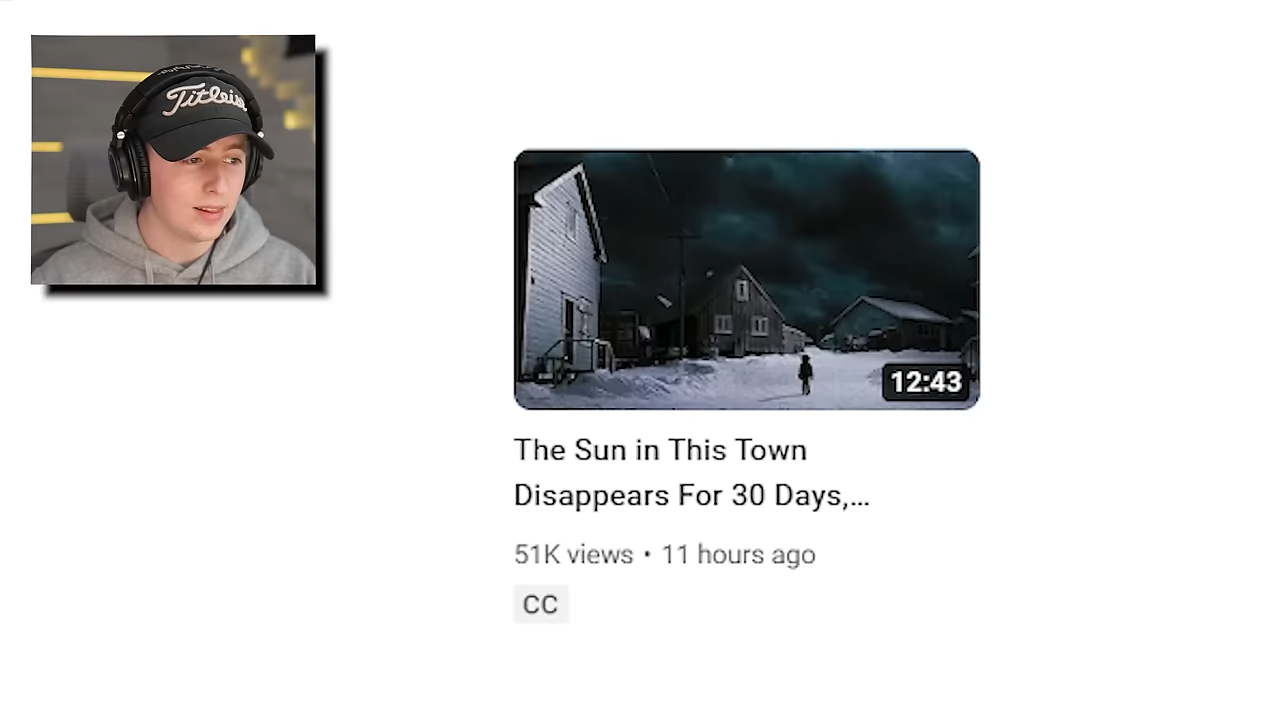 Titleist
12:43
The Sun in This Town
Disappears For 30 Days,...
51K views • 11 hours ago
CC